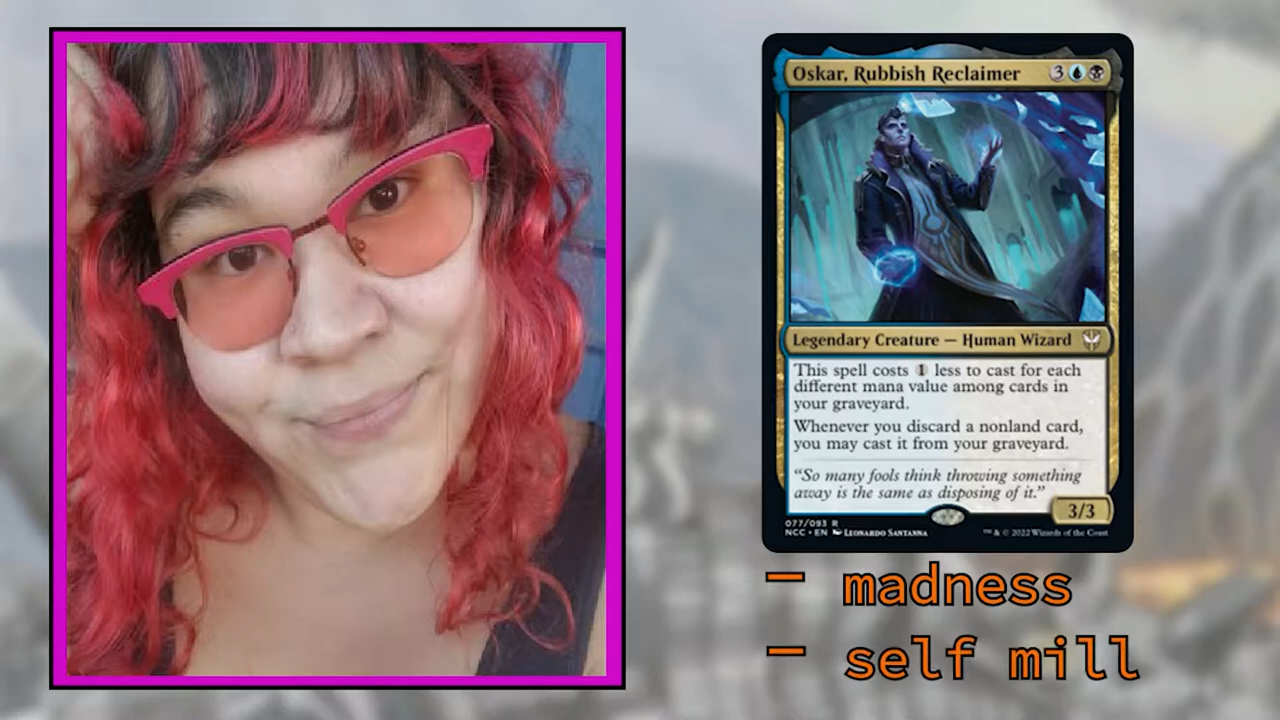 Oskar, Rubbish Reclaimer 3
Legendary Creature — Human Wizard
This spell costs 1 less to cast for each
different mana value among cards in
your graveyard.
Whenever you discard a nonland card,
you may cast it from your graveyard.
“So many fools think throwing something
away is the same as disposing of it.”
3/3
077/093 R
NCC • EN Leonardo Santanna
™ & © 2022 Wizards of the Coast
– madness
– self mill